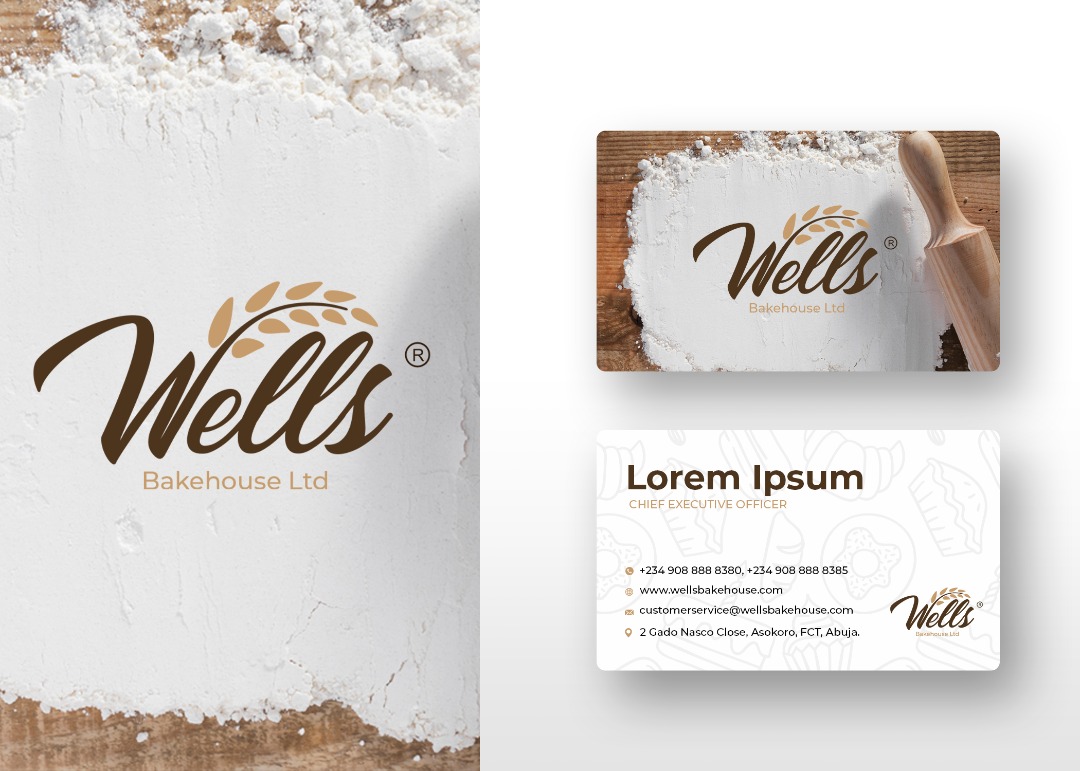 Wells ®
Bakehouse Ltd
Wells ®
Bakehouse Ltd
Lorem Ipsum
CHIEF EXECUTIVE OFFICER
+234 908 888 8380, +234 908 888 8385
www.wellsbakehouse.com
customerservice@wellsbakehouse.com
2 Gado Nasco Close, Asokoro, FCT, Abuja.
Wells ®
Bakehouse Ltd